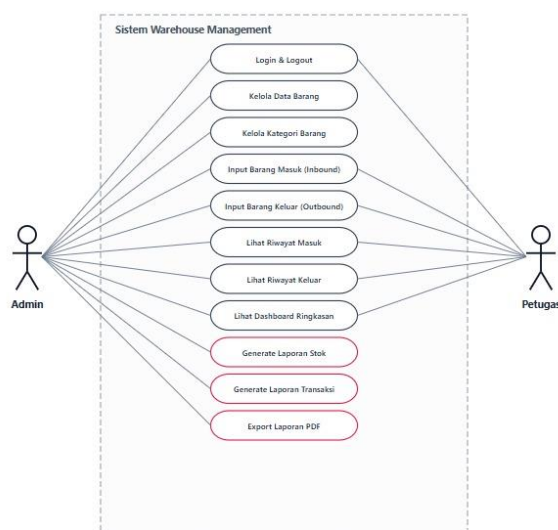 Sistem Warehouse Management
Login & Logout
Kelola Data Barang
Kelola Kategori Barang
Input Barang Masuk (Inbound)
Input Barang Keluar (Outbound)
Lihat Riwayat Masuk
Lihat Riwayat Keluar
Lihat Dashboard Ringkasan
Generate Laporan Stok
Generate Laporan Transaksi
Export Laporan PDF
Admin
Petugas